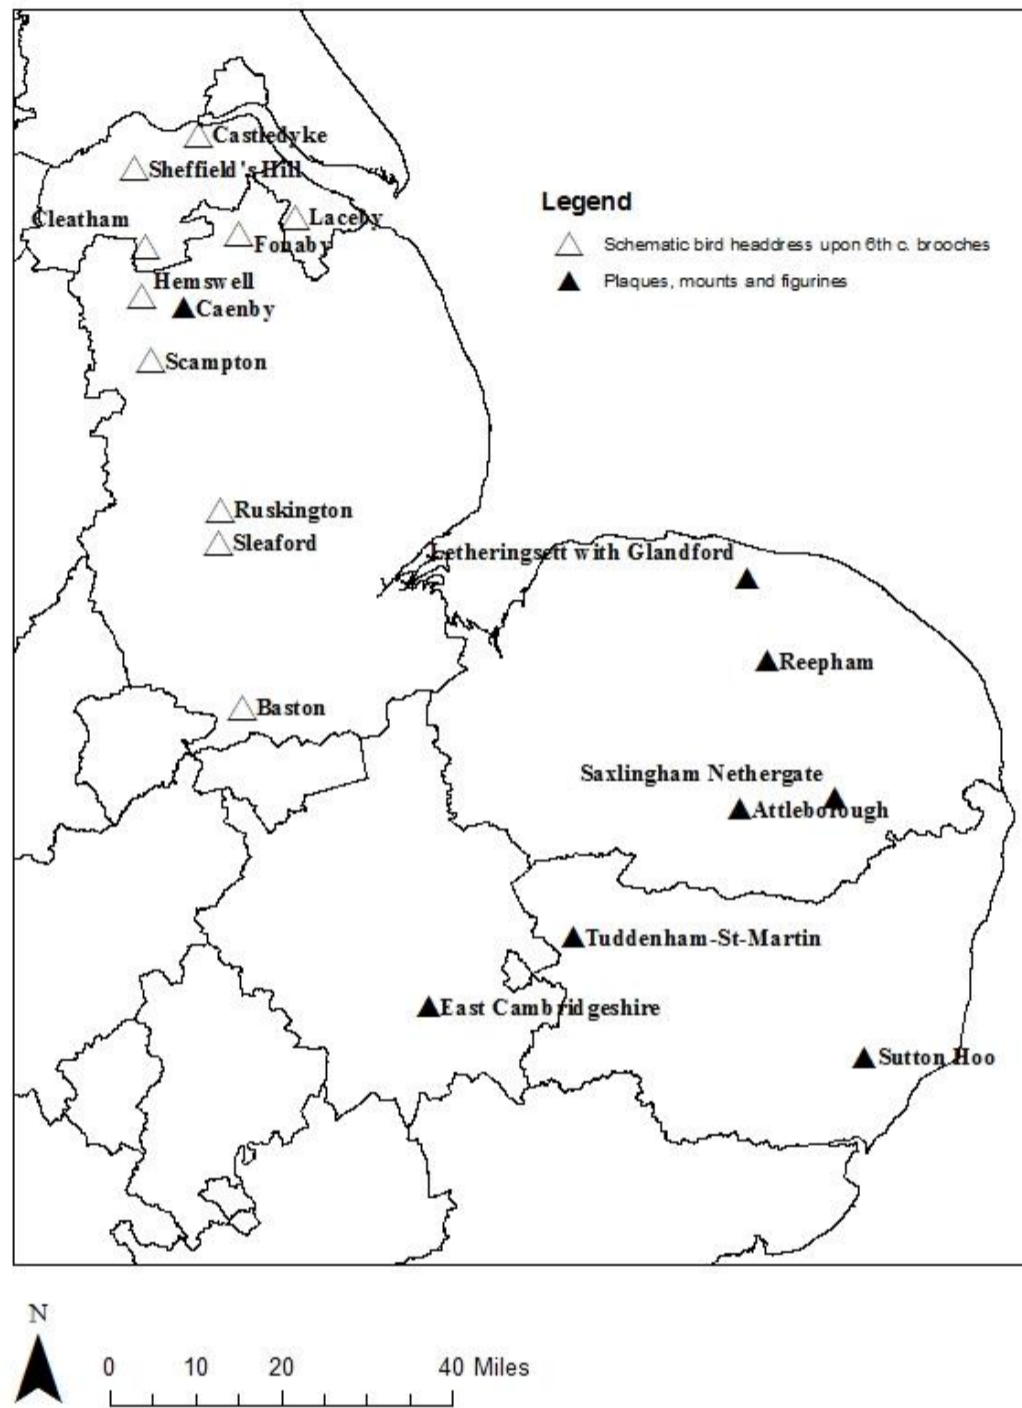 Castledyke
Sheffield's Hill
Cleatham
Laceby
Fonaby
Hemswell
Caenby
Scampton
Legend
Schematic bird headdress upon 6th c. brooches
Plaques, mounts and figurines
Ruskington
Sleaford
Letheringsett with Glandford
Reepham
Baston
Saxlingham Nethergate
Attleborough
Tuddenham-St-Martin
East Cambridgeshire
Sutton Hoo
N
0 10 20 40 Miles